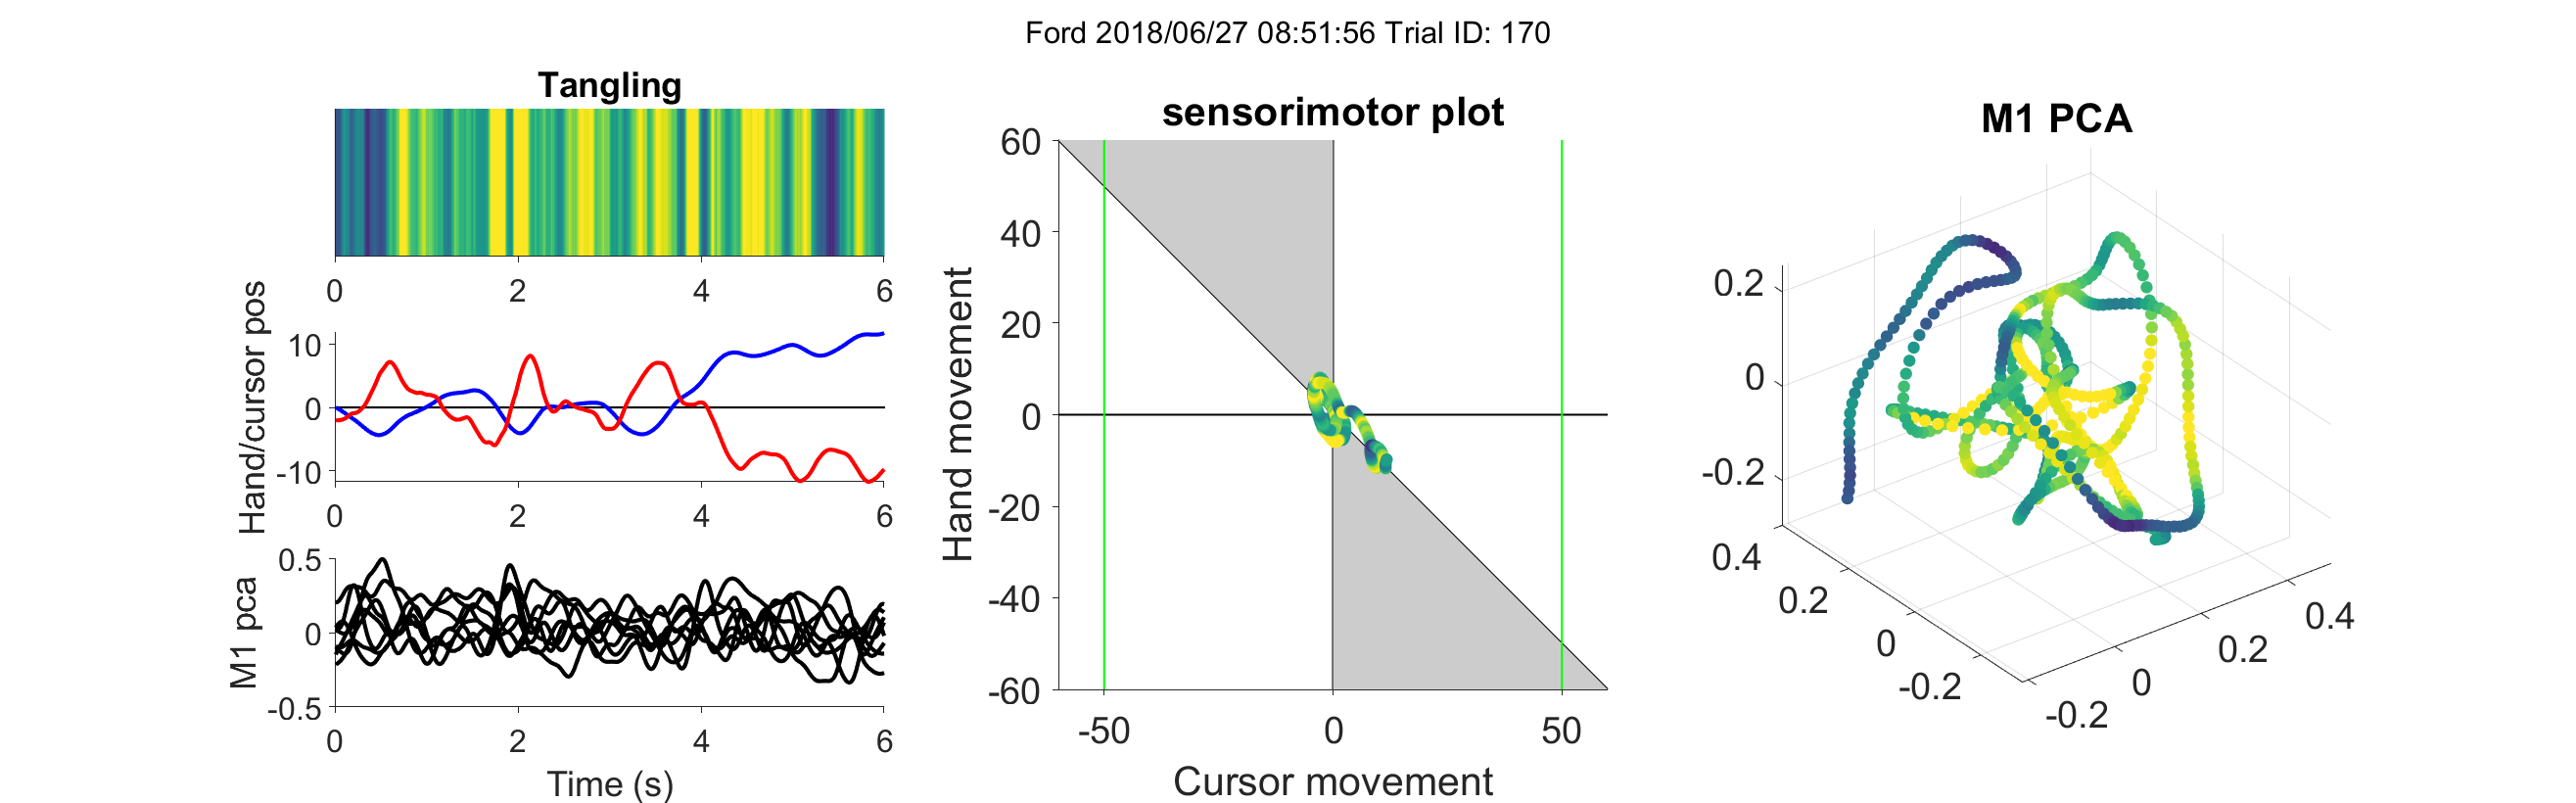 Ford 2018/06/27 08:51:56 Trial ID: 170
Tangling
0 2 4 6
Hand/cursor pos
10
0
-10
0 2 4 6
M1 pca
0.5
0
-0.5
0 2 4 6
Time (s)
sensorimotor plot
Hand movement
60
40
20
0
-20
-40
-60
-50 0 50
Cursor movement
M1 PCA
0.2
0
-0.2
0.4
0.2
0
-0.2
-0.2
0
0.2
0.4